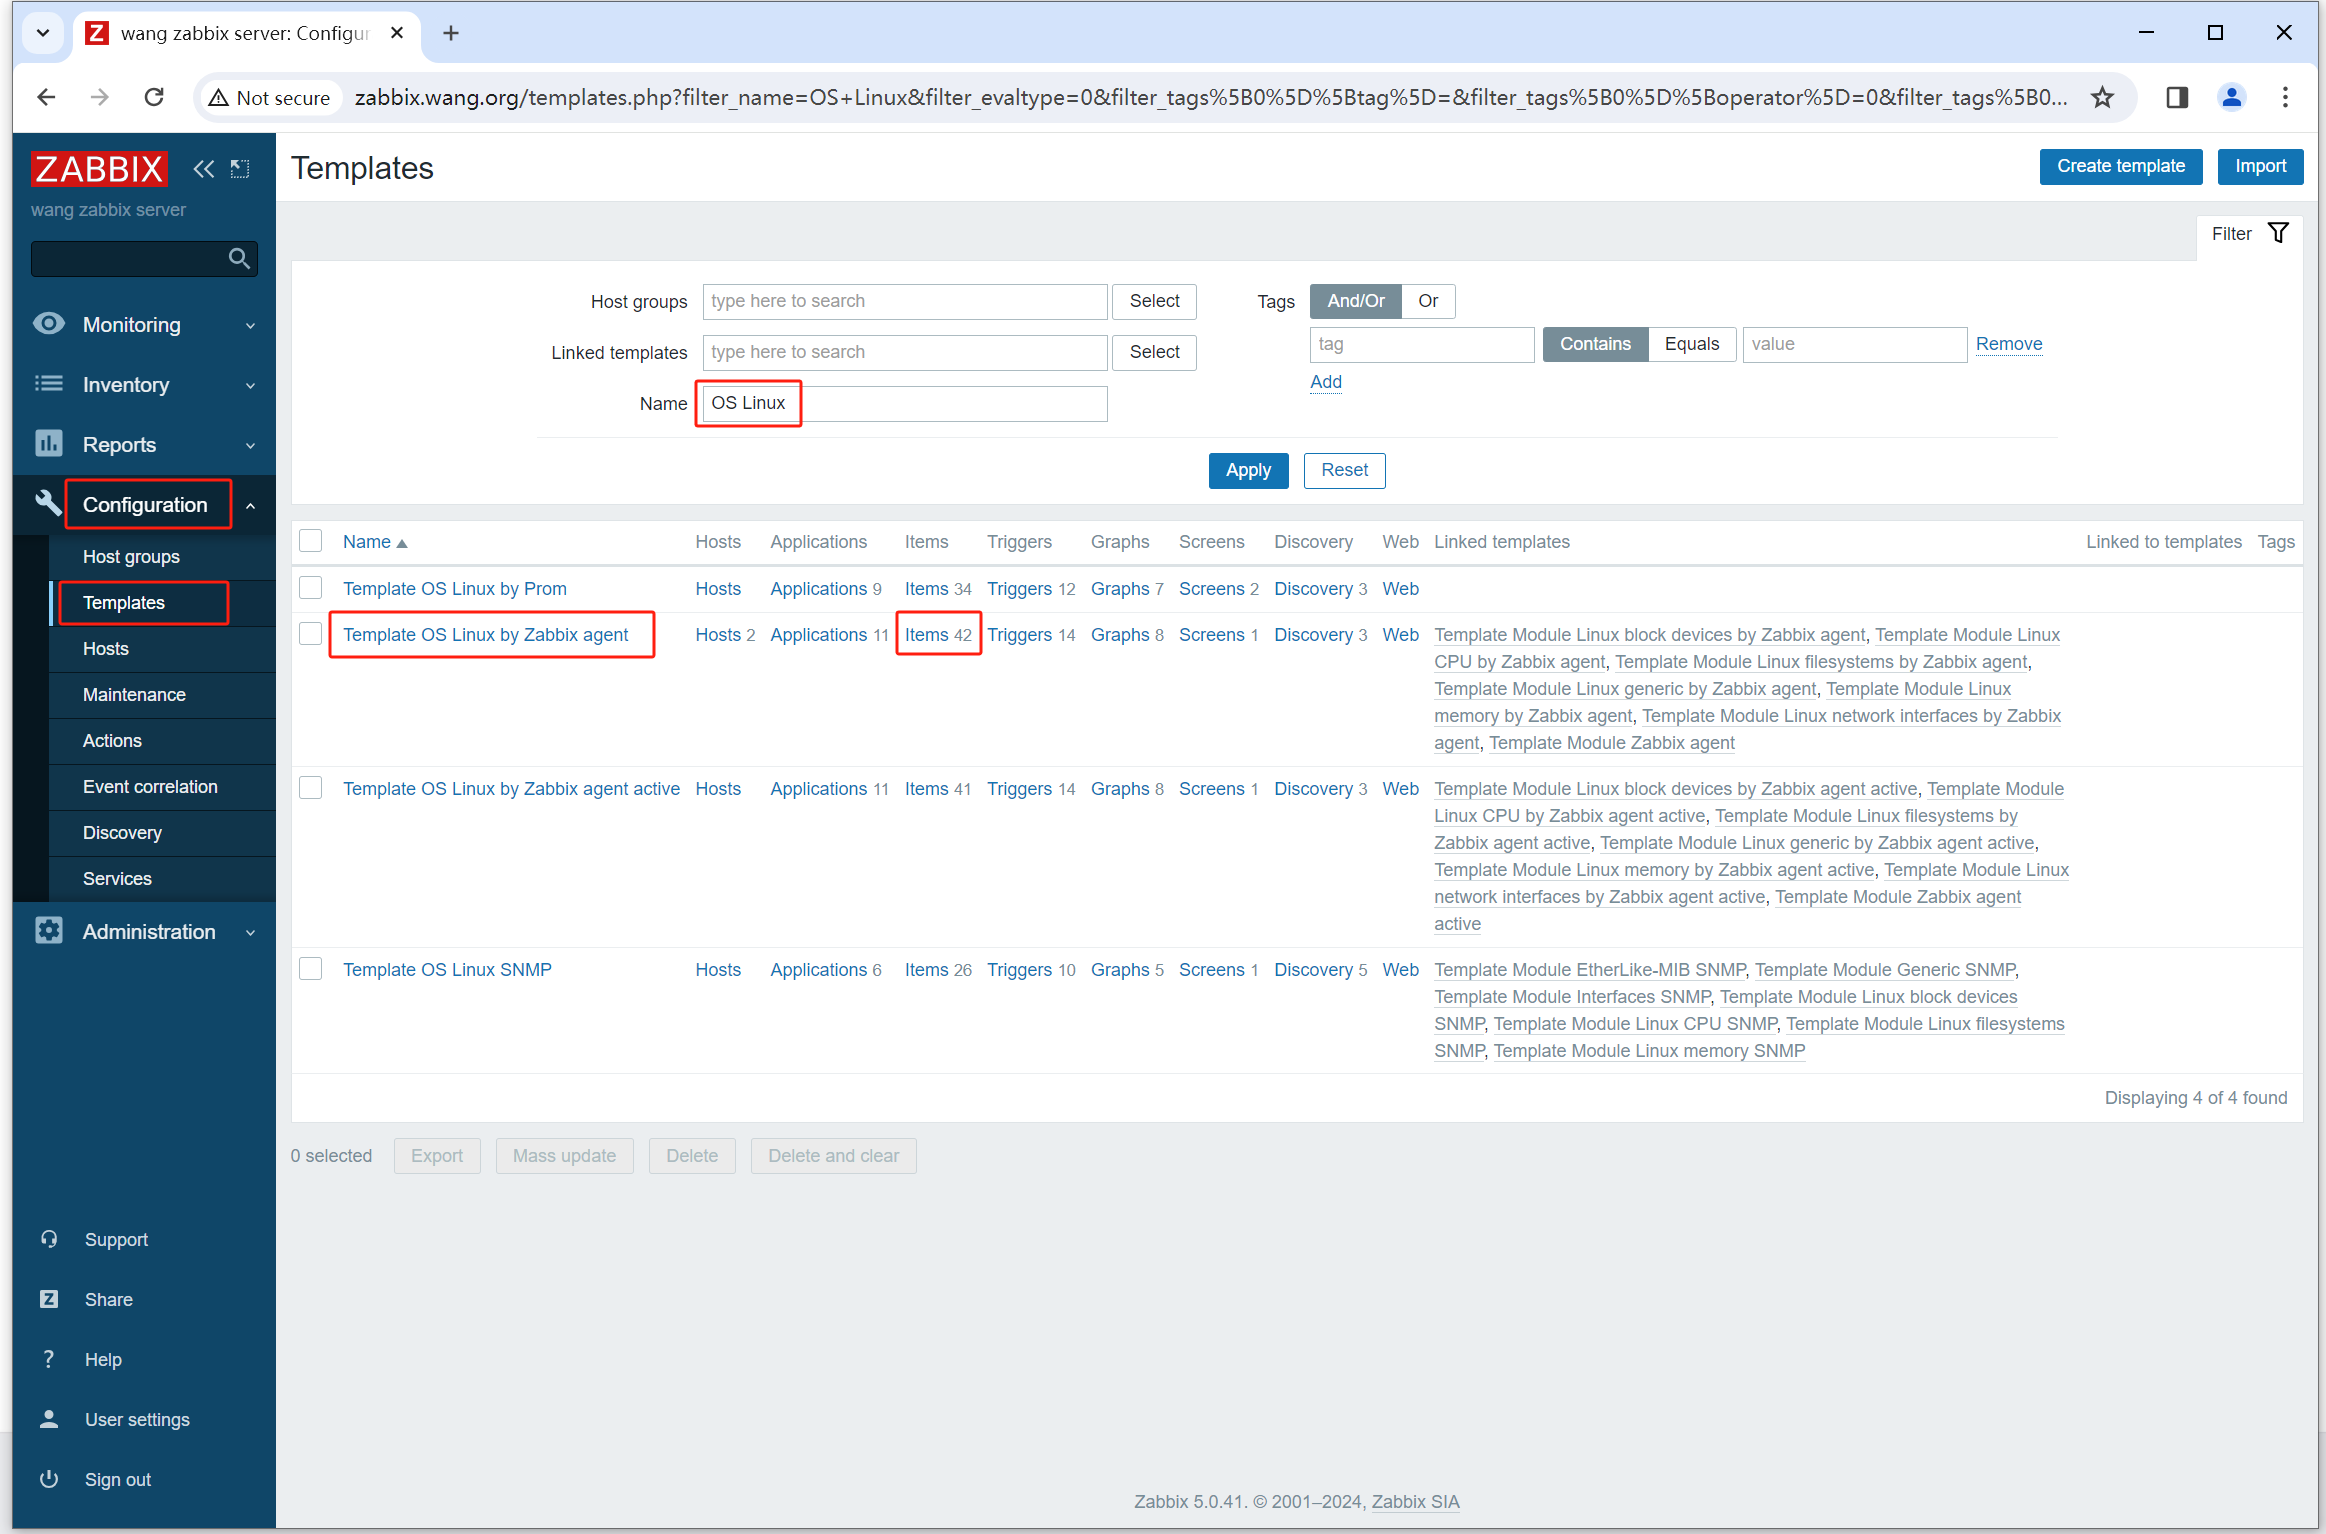 wang zabbix server: Configur
Not secure
zabbix.wang.org/templates.php?filter_name=OS+Linux&filter_evaltype=0&filter_tags%5B0%5D%5Btag%5D=&filter_tags%5B0%5D%5Boperator%5D=0&filter_tags%5B0...
ZABBIX
wang zabbix server
Monitoring
Inventory
Reports
Configuration
Host groups
Templates
Hosts
Maintenance
Actions
Event correlation
Discovery
Services
Administration
Support
Share
Help
User settings
Sign out
Templates
Create template Import
Filter
Host groups type here to search Select
Linked templates type here to search Select
Name OS Linux
Tags And/Or Or
tag Contains Equals value Remove
Add
Apply Reset
Name Hosts Applications Items Triggers Graphs Screens Discovery Web Linked templates Linked to templates Tags
Template OS Linux by Prom Hosts Applications 9 Items 34 Triggers 12 Graphs 7 Screens 2 Discovery 3 Web
Template OS Linux by Zabbix agent Hosts 2 Applications 11 Items 42 Triggers 14 Graphs 8 Screens 1 Discovery 3 Web Template Module Linux block devices by Zabbix agent, Template Module Linux
CPU by Zabbix agent, Template Module Linux filesystems by Zabbix agent,
Template Module Linux generic by Zabbix agent, Template Module Linux
memory by Zabbix agent, Template Module Linux network interfaces by Zabbix
agent, Template Module Zabbix agent
Template OS Linux by Zabbix agent active Hosts Applications 11 Items 41 Triggers 14 Graphs 8 Screens 1 Discovery 3 Web Template Module Linux block devices by Zabbix agent active, Template Module
Linux CPU by Zabbix agent active, Template Module Linux filesystems by
Zabbix agent active, Template Module Linux generic by Zabbix agent active,
Template Module Linux memory by Zabbix agent active, Template Module Linux
network interfaces by Zabbix agent active, Template Module Zabbix agent
active
Template OS Linux SNMP Hosts Applications 6 Items 26 Triggers 10 Graphs 5 Screens 1 Discovery 5 Web Template Module EtherLike-MIB SNMP, Template Module Generic SNMP,
Template Module Interfaces SNMP, Template Module Linux block devices
SNMP, Template Module Linux CPU SNMP, Template Module Linux filesystems
SNMP, Template Module Linux memory SNMP
Displaying 4 of 4 found
0 selected Export Mass update Delete Delete and clear
Zabbix 5.0.41. © 2001–2024, Zabbix SIA